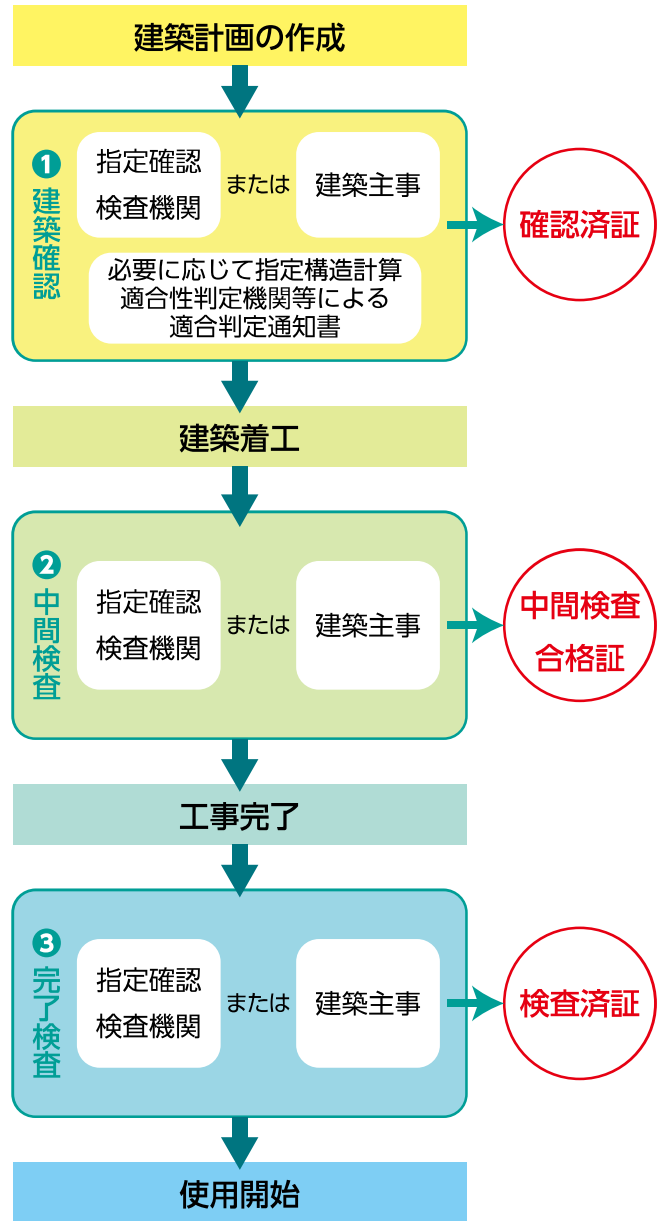 建築計画の作成
❶建築確認
指定確認
検査機関
または
建築主事
必要に応じて指定構造計算
適合性判定機関等による
適合判定通知書
確認済証
建築着工
❷中間検査
指定確認
検査機関
または
建築主事
中間検査
合格証
工事完了
❸完了検査
指定確認
検査機関
または
建築主事
検査済証
使用開始